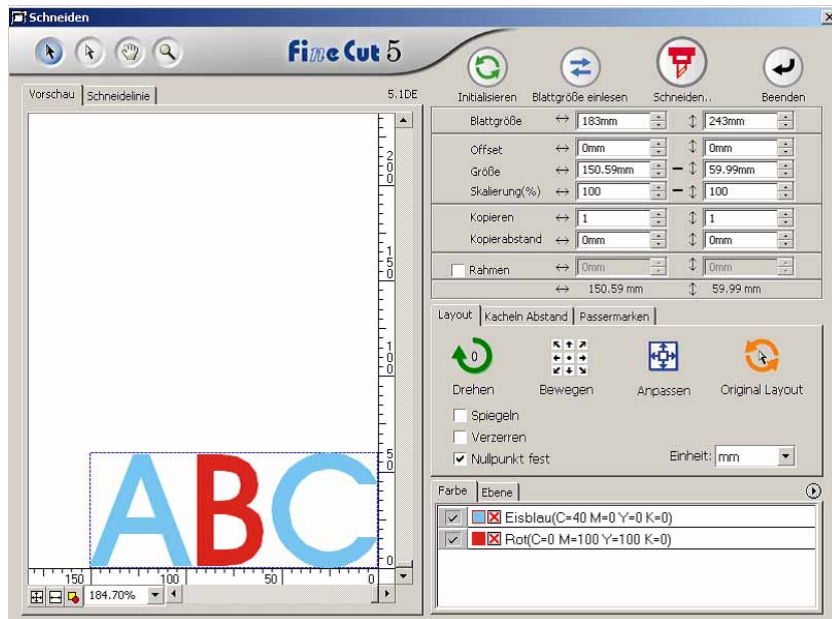 Schneiden
Fine Cut 5
Initialisieren
Blattgröße einlesen
Schneiden..
Beenden
Vorschau
Schneidelinie
5.1DE
Blattgröße
183mm
243mm
Offset
0mm
0mm
Größe
150.59mm
59.99mm
Skalierung(%)
100
100
Kopieren
1
1
Kopierabstand
0mm
0mm
Rahmen
0mm
0mm
150.59 mm
59.99 mm
Layout
Kacheln Abstand
Passermarken
0
Drehen
Bewegen
Anpassen
Original Layout
Spiegeln
Verzerren
Nullpunkt fest
Einheit: mm
Farbe
Ebene
Eisblau(C=40 M=0 Y=0 K=0)
Rot(C=0 M=100 Y=100 K=0)
200
150
100
50
0
ABC
150
100
50
0
184.70%